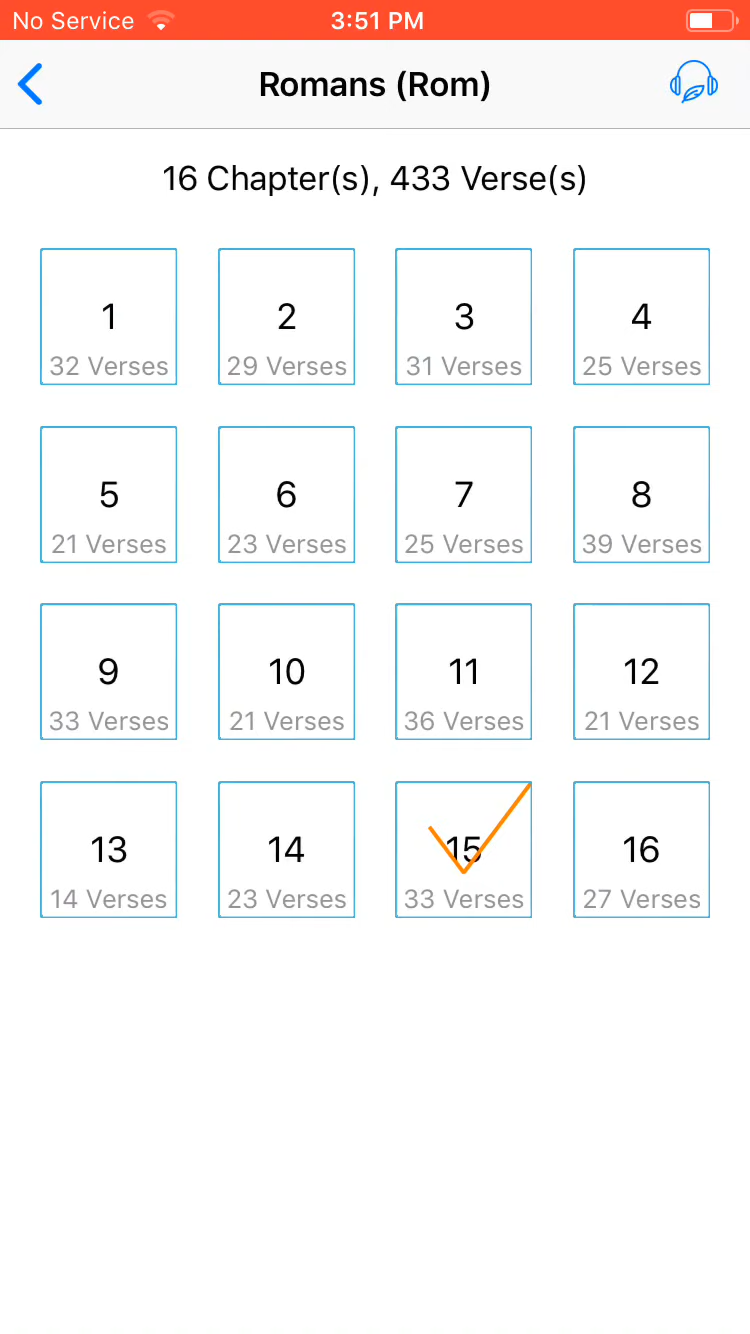 No Service 3:51 PM
Romans (Rom)
16 Chapter(s), 433 Verse(s)
1 2 3 4
32 Verses 29 Verses 31 Verses 25 Verses
5 6 7 8
21 Verses 23 Verses 25 Verses 39 Verses
9 10 11 12
33 Verses 21 Verses 36 Verses 21 Verses
13 14 15 16
14 Verses 23 Verses 33 Verses 27 Verses